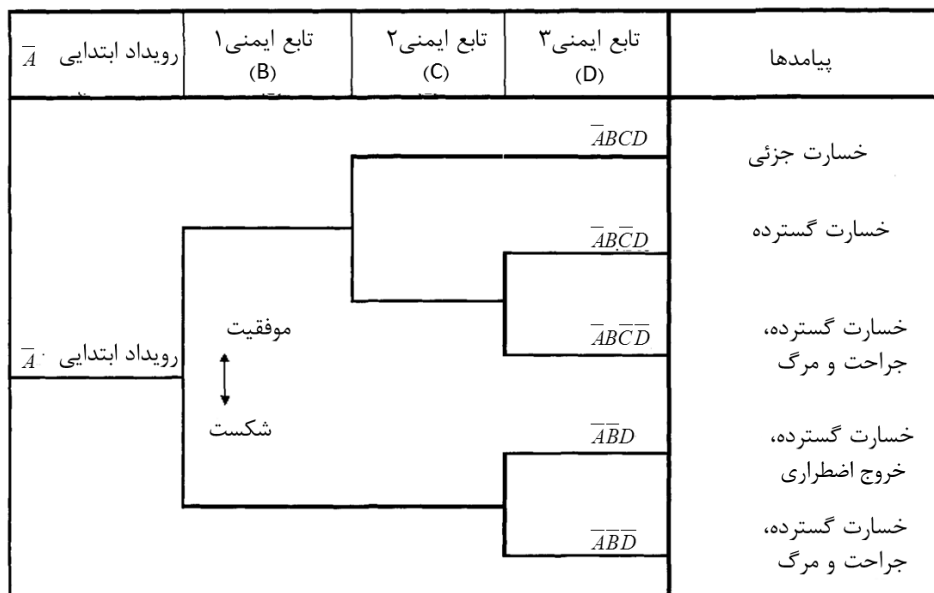 رویداد ابتدایی A̅
تابع ایمنی۱
(B)
تابع ایمنی۲
(C)
تابع ایمنی۳
(D)
پیامدها
A̅BCD
خسارت جزئی
A̅BC̅D
خسارت گسترده
موفقیت
A̅BC̅D̅
خسارت گسترده،
جراحت و مرگ
رویداد ابتدایی A̅
شکست
A̅B̅D
خسارت گسترده،
خروج اضطراری
A̅B̅D̅
خسارت گسترده،
جراحت و مرگ